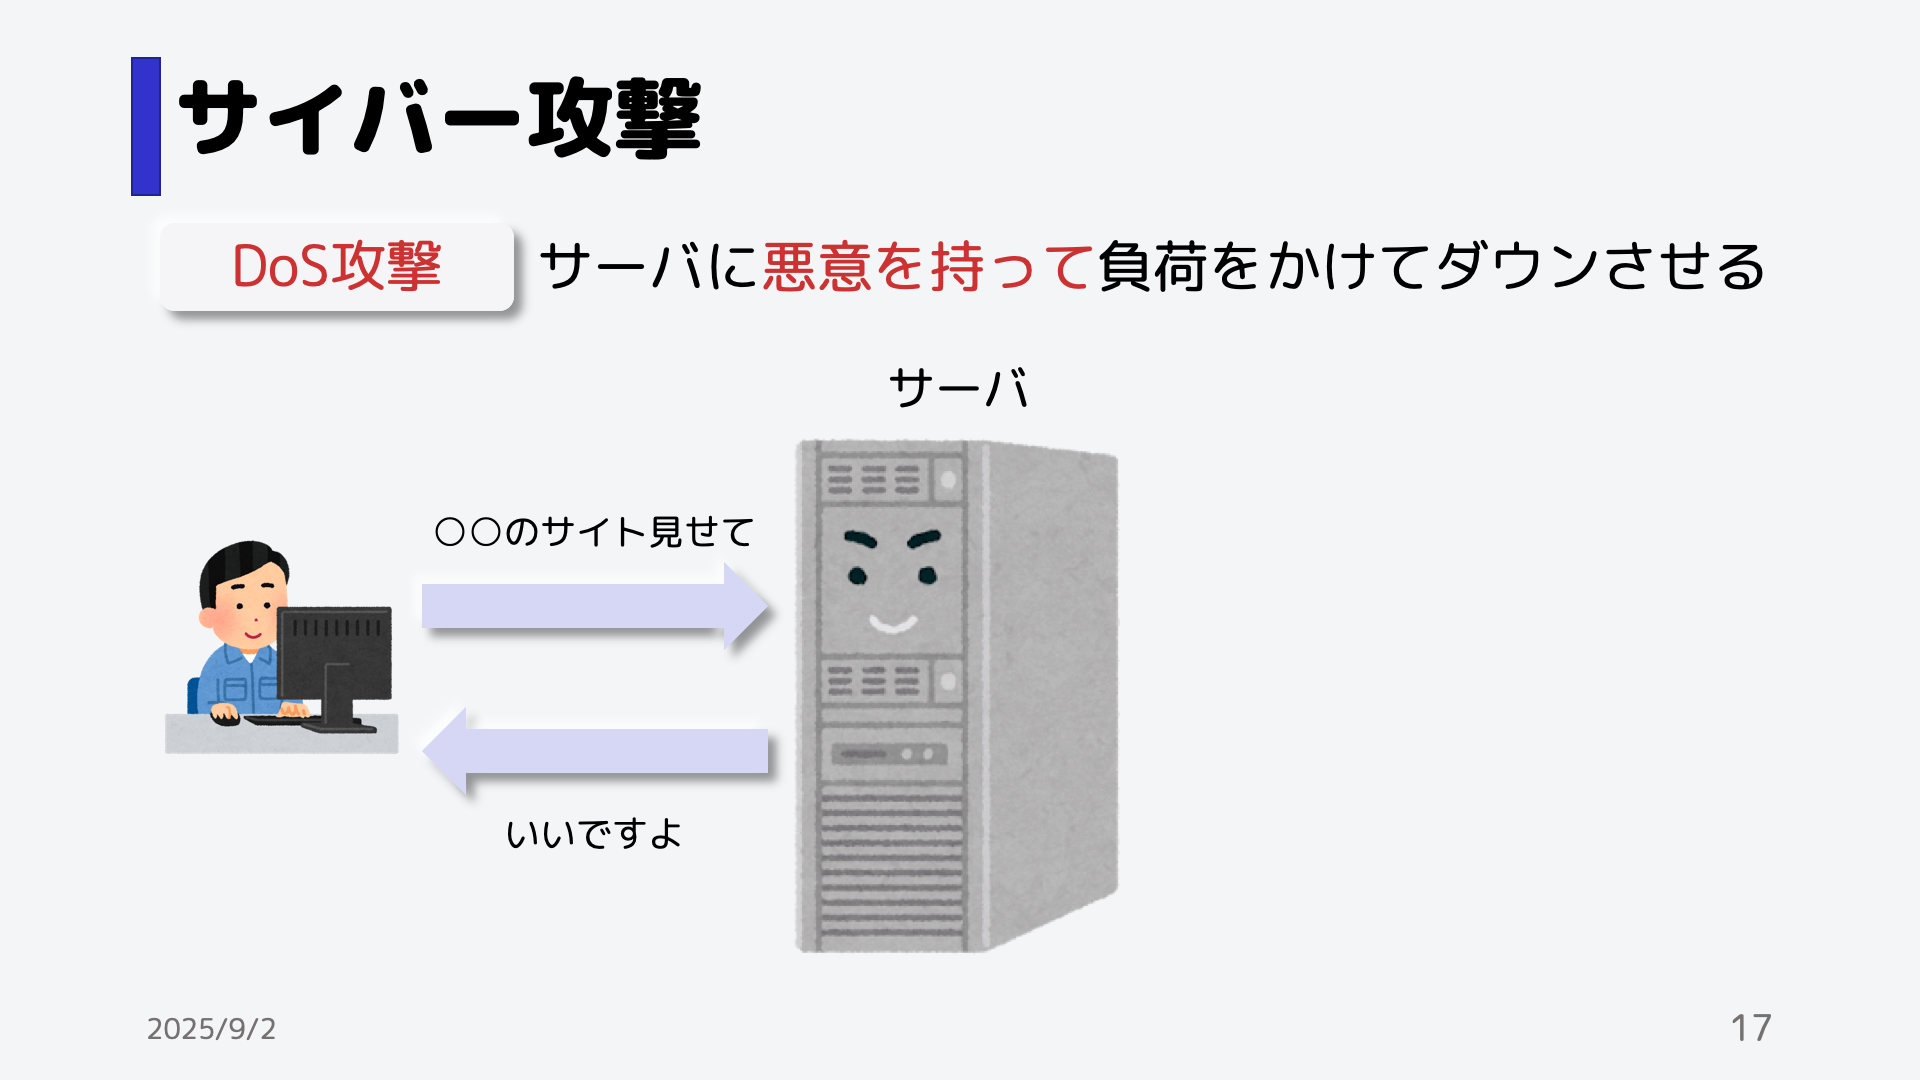 サイバー攻撃
DoS攻撃
サーバに悪意を持って負荷をかけてダウンさせる
サーバ
○○のサイト見せて
いいですよ
2025/9/2
17